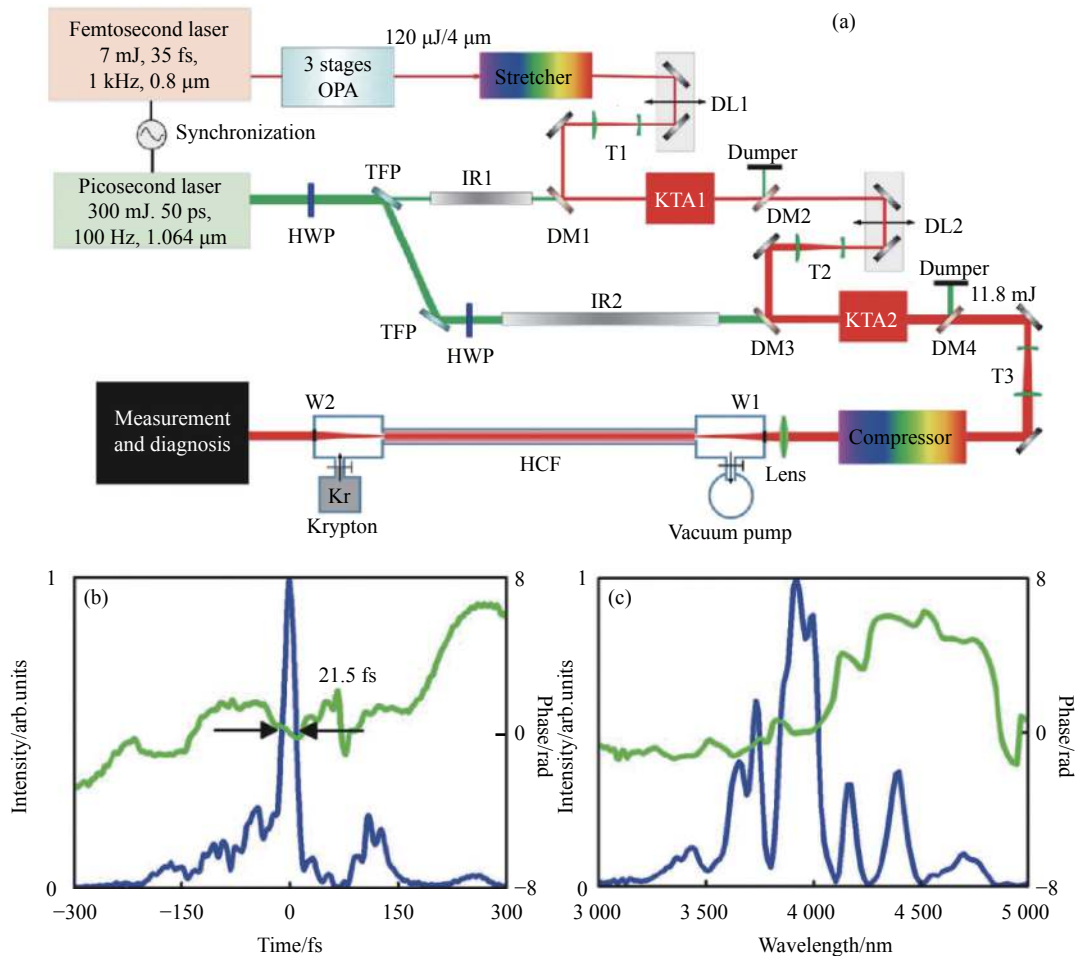 (a)
Femtosecond laser
7 mJ, 35 fs,
1 kHz, 0.8 μm
3 stages
OPA
120 μJ/4 μm
Stretcher
DL1
T1
Synchronization
Picosecond laser
300 mJ. 50 ps,
100 Hz, 1.064 μm
HWP
TFP
IR1
DM1
KTA1
Dumper
DM2
DL2
T2
Dumper
11.8 mJ
TFP
HWP
IR2
DM3
KTA2
DM4
T3
Measurement
and diagnosis
W2
HCF
W1
Lens
Compressor
Kr
Krypton
Vacuum pump
(b)
1
0
Intensity/arb.units
21.5 fs
8
0
−8
Phase/rad
−300
−150
0
150
300
Time/fs
(c)
1
0
Intensity/arb.units
8
0
−8
Phase/rad
3 000
3 500
4 000
4 500
5 000
Wavelength/nm